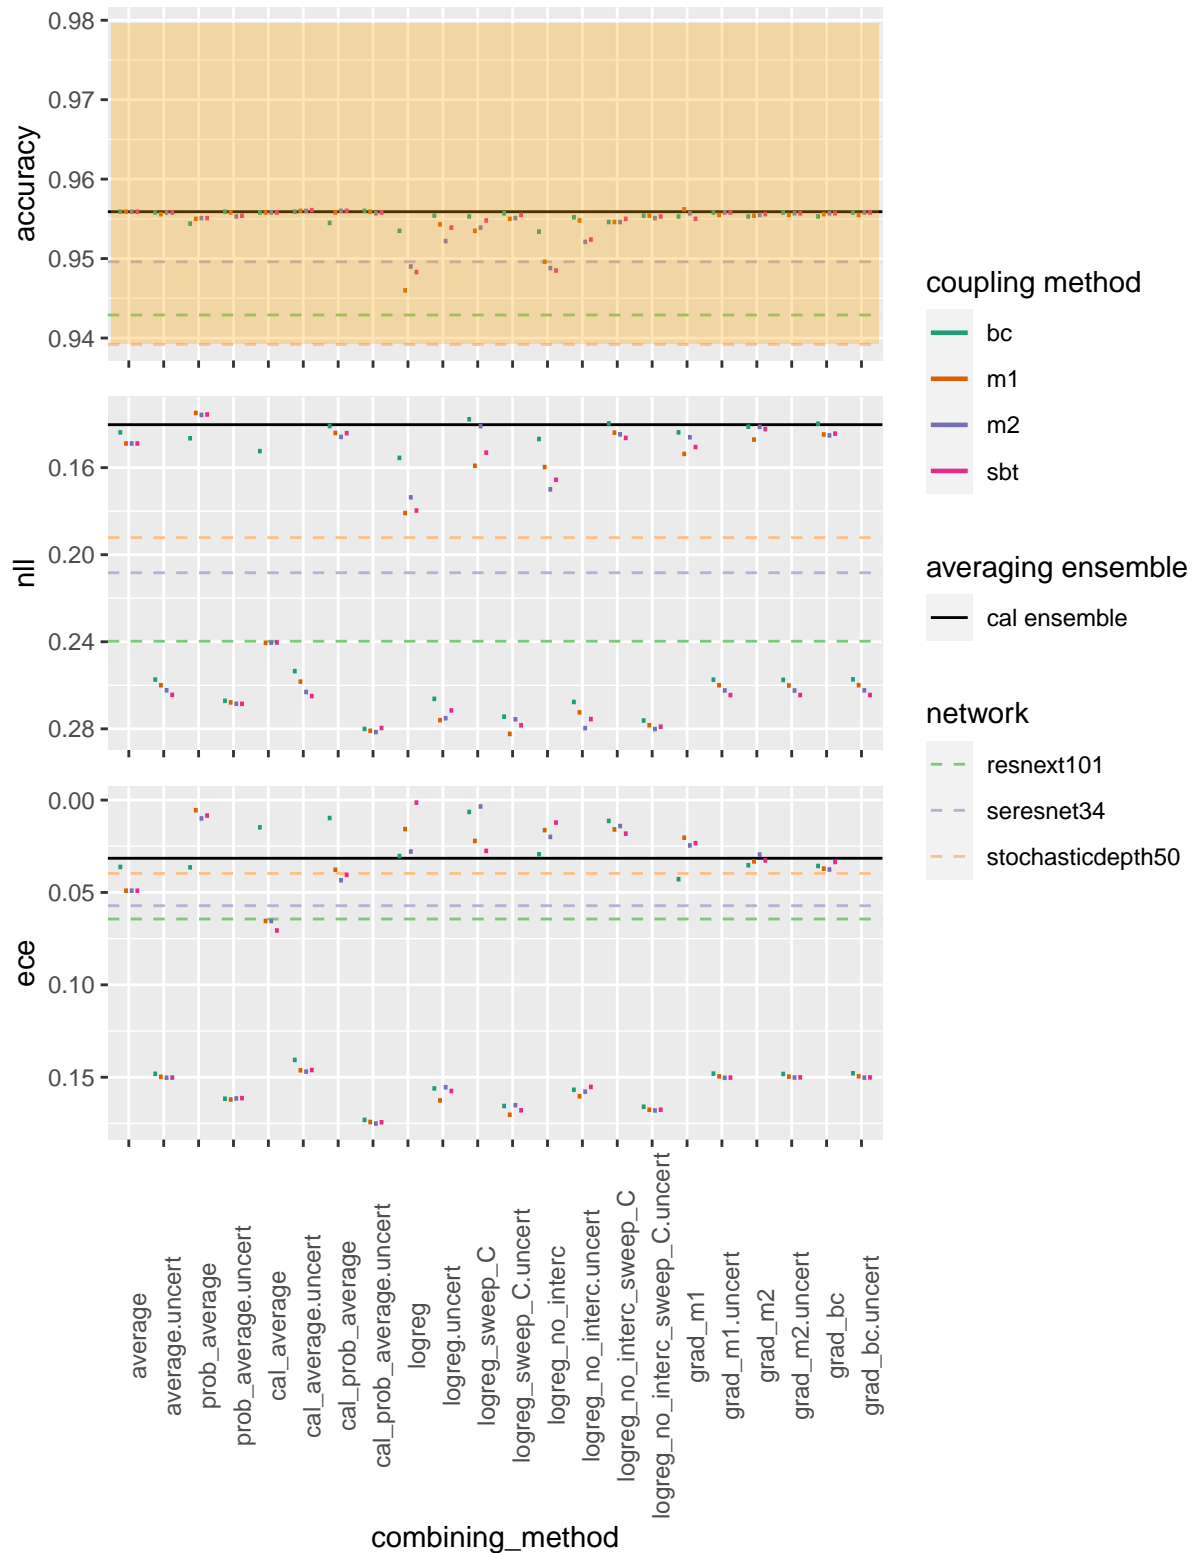 accuracy
0.98
0.97
0.96
0.95
0.94
nll
0.16
0.20
0.24
0.28
ece
0.00
0.05
0.10
0.15
average
average.uncert
prob_average
prob_average.uncert
cal_average
cal_average.uncert
cal_prob_average
cal_prob_average.uncert
logreg
logreg.uncert
logreg_sweep_C
logreg_sweep_C.uncert
logreg_no_interc
logreg_no_interc.uncert
logreg_no_interc_sweep_C
logreg_no_interc_sweep_C.uncert
grad_m1
grad_m1.uncert
grad_m2
grad_m2.uncert
grad_bc
grad_bc.uncert
combining_method
coupling method
bc
m1
m2
sbt
averaging ensemble
cal ensemble
network
resnext101
seresnet34
stochasticdepth50